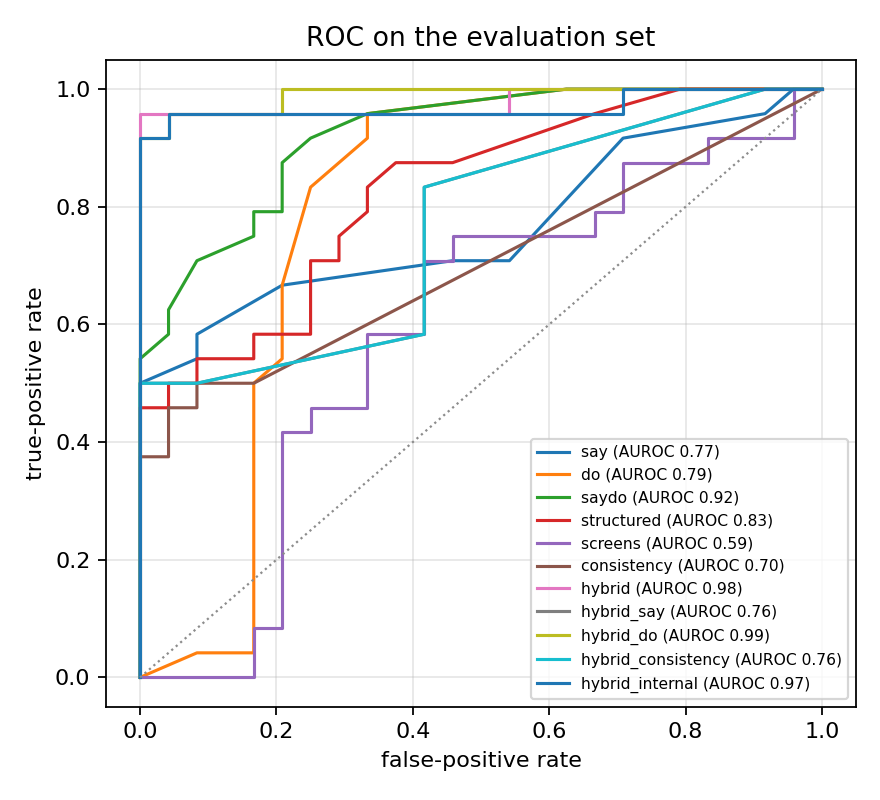 ROC on the evaluation set
true-positive rate
1.0
0.8
0.6
0.4
0.2
0.0
say (AUROC 0.77)
do (AUROC 0.79)
saydo (AUROC 0.92)
structured (AUROC 0.83)
screens (AUROC 0.59)
consistency (AUROC 0.70)
hybrid (AUROC 0.98)
hybrid_say (AUROC 0.76)
hybrid_do (AUROC 0.99)
hybrid_consistency (AUROC 0.76)
hybrid_internal (AUROC 0.97)
0.0 0.2 0.4 0.6 0.8 1.0
false-positive rate